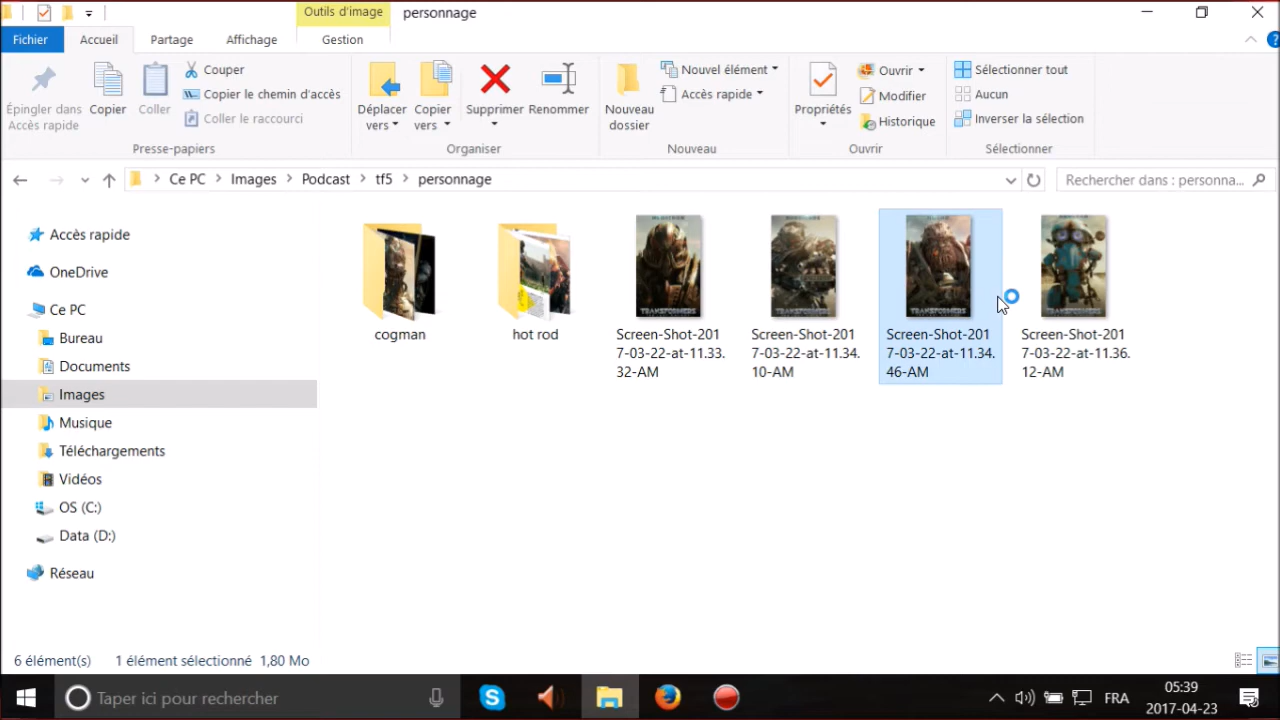 Outils d'image
personnage
Fichier
Accueil
Partage
Affichage
Gestion
Épingler dans
Accès rapide
Copier
Coller
Couper
Copier le chemin d'accès
Coller le raccourci
Presse-papiers
Déplacer
vers
Copier
vers
Supprimer
Renommer
Organiser
Nouveau
dossier
Nouvel élément
Accès rapide
Nouveau
Propriétés
Ouvrir
Modifier
Historique
Ouvrir
Sélectionner tout
Aucun
Inverser la sélection
Sélectionner
Ce PC
Images
Podcast
tf5
personnage
Rechercher dans : personna...
Accès rapide
OneDrive
Ce PC
Bureau
Documents
Images
Musique
Téléchargements
Vidéos
OS (C:)
Data (D:)
Réseau
cogman
hot rod
Screen-Shot-201
7-03-22-at-11.33.
32-AM
Screen-Shot-201
7-03-22-at-11.34.
10-AM
Screen-Shot-201
7-03-22-at-11.34.
46-AM
Screen-Shot-201
7-03-22-at-11.36.
12-AM
TRANSFORMERS
TRANSFORMERS
TRANSFORMERS
TRANSFORMERS
6 élément(s)
1 élément sélectionné 1,80 Mo
Taper ici pour rechercher
FRA
05:39
2017-04-23